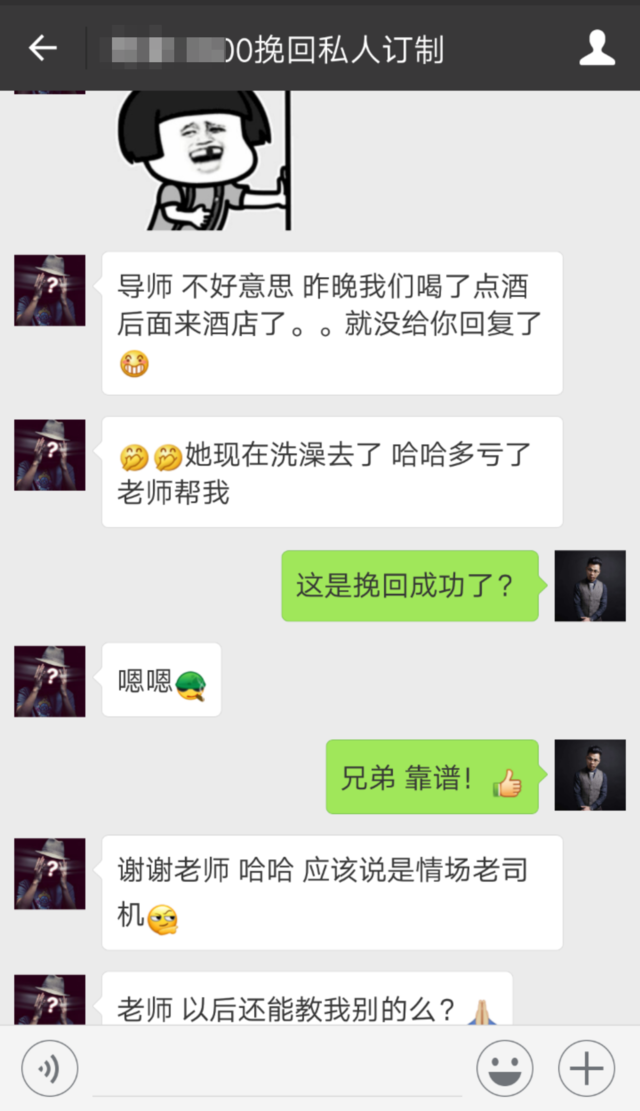 00挽回私人订制
导师 不好意思 昨晚我们喝了点酒
后面来酒店了。。就没给你回复了
她现在洗澡去了 哈哈多亏了
老师帮我
这是挽回成功了?
嗯嗯
兄弟 靠谱!
谢谢老师 哈哈 应该说是情场老司
机
老师 以后还能教我别的么?